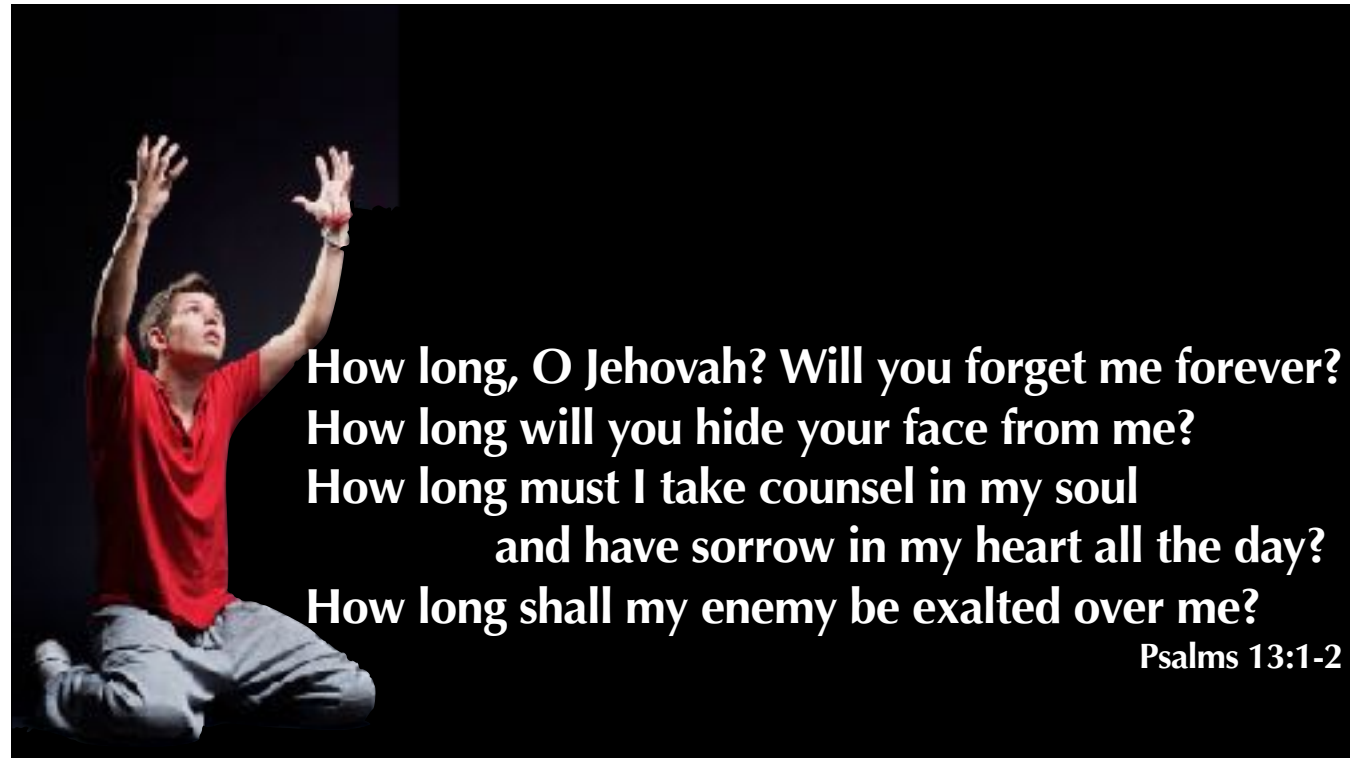 How long, O Jehovah? Will you forget me forever?
How long will you hide your face from me?
How long must I take counsel in my soul
and have sorrow in my heart all the day?
How long shall my enemy be exalted over me?
Psalms 13:1-2